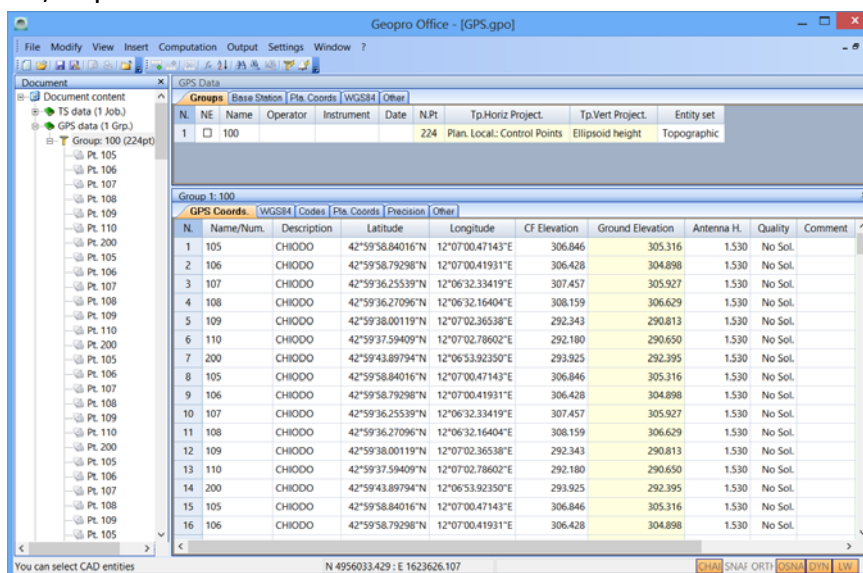 Geopro Office - [GPS.gpo]
File Modify View Insert Computation Output Settings Window ?
Document
Document content
TS data (1 Job.)
GPS data (1 Grp.)
Group: 100 (224pt)
Pt. 105
Pt. 106
Pt. 107
Pt. 108
Pt. 109
Pt. 110
Pt. 200
Pt. 105
Pt. 106
Pt. 107
Pt. 108
Pt. 109
Pt. 110
Pt. 200
Pt. 105
Pt. 106
Pt. 107
Pt. 108
Pt. 109
Pt. 110
Pt. 200
Pt. 105
Pt. 106
Pt. 107
Pt. 108
Pt. 109
Pt. 105
GPS Data
Groups Base Station Pla. Coords WGS84 Other
N. NE Name Operator Instrument Date N.Pt Tp.Horiz Project. Tp.Vert Project. Entity set
1 100 224 Plan. Local.: Control Points Ellipsoid height Topographic
Group 1: 100
GPS Coords. WGS84 Codes Pla. Coords Precision Other
N. Name/Num. Description Latitude Longitude CF Elevation Ground Elevation Antenna H. Quality Comment
1 105 CHIODO 42°59'58.84016"N 12°07'00.47143"E 306.846 305.316 1.530 No Sol.
2 106 CHIODO 42°59'58.79298"N 12°07'00.41931"E 306.428 304.898 1.530 No Sol.
3 107 CHIODO 42°59'36.25539"N 12°06'32.33419"E 307.457 305.927 1.530 No Sol.
4 108 CHIODO 42°59'36.27096"N 12°06'32.16404"E 308.159 306.629 1.530 No Sol.
5 109 CHIODO 42°59'38.00119"N 12°07'02.36538"E 292.343 290.813 1.530 No Sol.
6 110 CHIODO 42°59'37.59409"N 12°07'02.78602"E 292.180 290.650 1.530 No Sol.
7 200 CHIODO 42°59'43.89794"N 12°06'53.92350"E 293.925 292.395 1.530 No Sol.
8 105 CHIODO 42°59'58.84016"N 12°07'00.47143"E 306.846 305.316 1.530 No Sol.
9 106 CHIODO 42°59'58.79298"N 12°07'00.41931"E 306.428 304.898 1.530 No Sol.
10 107 CHIODO 42°59'36.25539"N 12°06'32.33419"E 307.457 305.927 1.530 No Sol.
11 108 CHIODO 42°59'36.27096"N 12°06'32.16404"E 308.159 306.629 1.530 No Sol.
12 109 CHIODO 42°59'38.00119"N 12°07'02.36538"E 292.343 290.813 1.530 No Sol.
13 110 CHIODO 42°59'37.59409"N 12°07'02.78602"E 292.180 290.650 1.530 No Sol.
14 200 CHIODO 42°59'43.89794"N 12°06'53.92350"E 293.925 292.395 1.530 No Sol.
15 105 CHIODO 42°59'58.84016"N 12°07'00.47143"E 306.846 305.316 1.530 No Sol.
16 106 CHIODO 42°59'58.79298"N 12°07'00.41931"E 306.428 304.898 1.530 No Sol.
You can select CAD entities N 4956033.429 : E 1623626.107 CHAI SNAF ORTH OSNA DYN LW